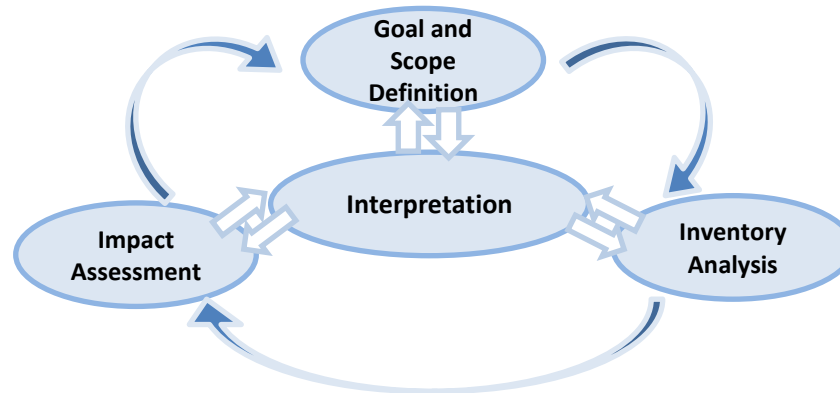 Goal and
Scope
Definition
Interpretation
Impact
Assessment
Inventory
Analysis